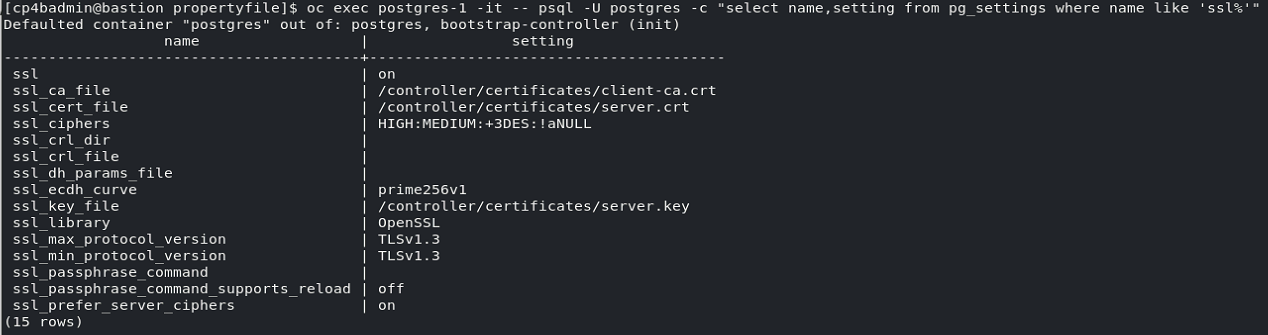 [cp4badmin@bastion propertyfile]$ oc exec postgres-1 -it -- psql -U postgres -c "select name,setting from pg_settings where name like 'ssl%'"
Defaulted container "postgres" out of: postgres, bootstrap-controller (init)
                  name                  |                setting
----------------------------------------+---------------------------------------
 ssl                                    | on
 ssl_ca_file                            | /controller/certificates/client-ca.crt
 ssl_cert_file                          | /controller/certificates/server.crt
 ssl_ciphers                            | HIGH:MEDIUM:+3DES:!aNULL
 ssl_crl_dir                            |
 ssl_crl_file                           |
 ssl_dh_params_file                     |
 ssl_ecdh_curve                         | prime256v1
 ssl_key_file                           | /controller/certificates/server.key
 ssl_library                            | OpenSSL
 ssl_max_protocol_version               | TLSv1.3
 ssl_min_protocol_version               | TLSv1.3
 ssl_passphrase_command                 |
 ssl_passphrase_command_supports_reload | off
 ssl_prefer_server_ciphers              | on
(15 rows)